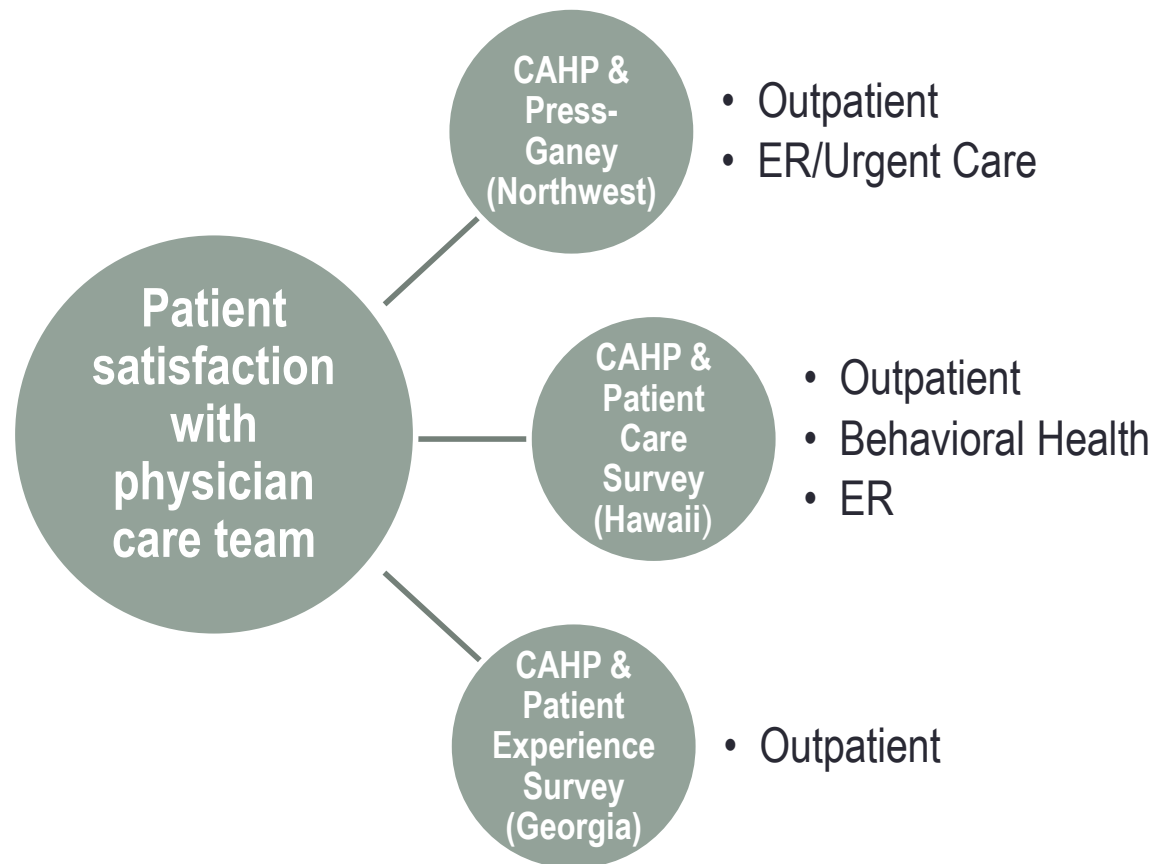 Patient
satisfaction
with
physician
care team
CAHP &
Press-
Ganey
(Northwest)
• Outpatient
• ER/Urgent Care
CAHP &
Patient
Care
Survey
(Hawaii)
• Outpatient
• Behavioral Health
• ER
CAHP &
Patient
Experience
Survey
(Georgia)
• Outpatient